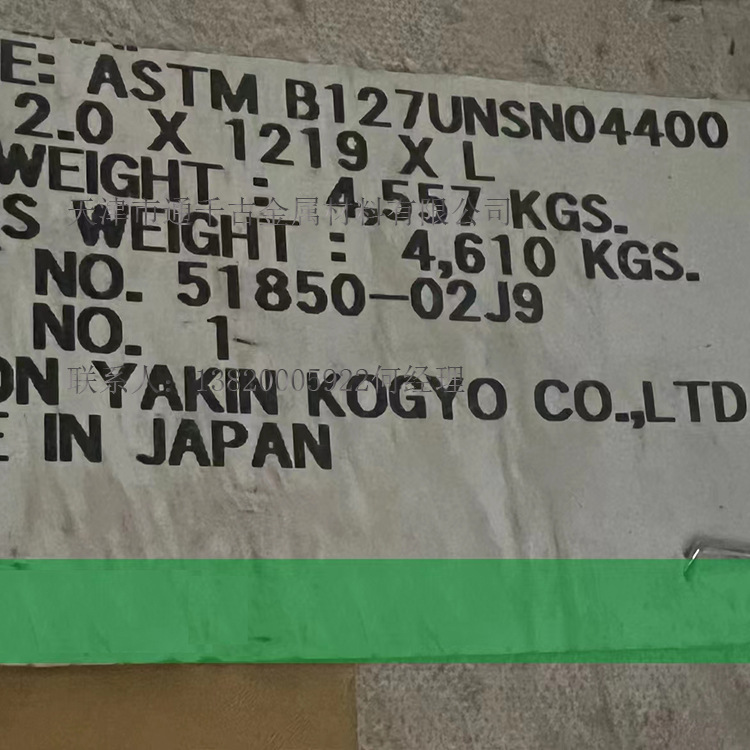 E: ASTM B127UNSN04400
2.0 X 1219 X L
WEIGHT : 4,557 KGS.
天津市通千古金属材料有限公司
S WEIGHT : 4,610 KGS.
NO. 51850-02J9
NO. 1
联系人：13820005922何经理
ON YAKIN KOGYO CO.,LTD
E IN JAPAN